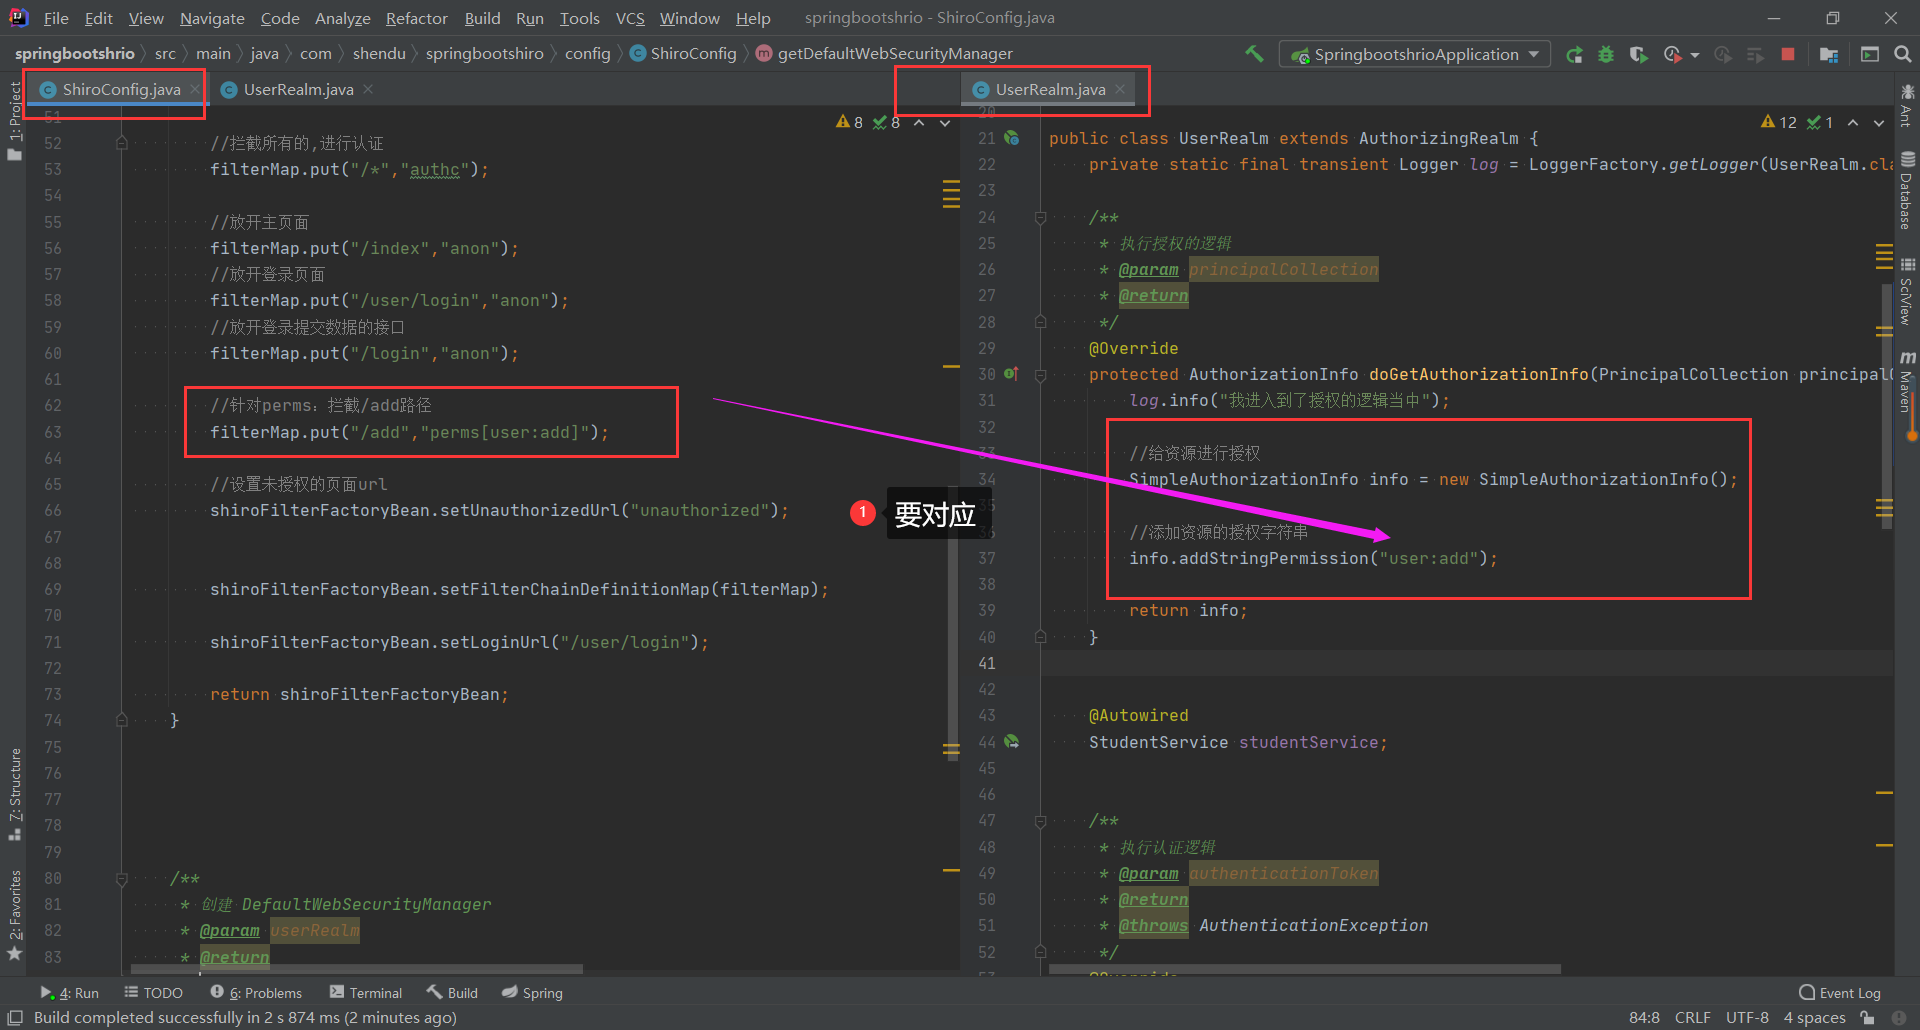 File Edit View Navigate Code Analyze Refactor Build Run Tools VCS Window Help springbootshrio - ShiroConfig.java
springbootshrio src main java com shendu springbootshiro config ShiroConfig getDefaultWebSecurityManager SpringbootshrioApplication
1: Project
7: Structure
2: Favorites
ShiroConfig.java UserRealm.java
8 8
51
52 //拦截所有的,进行认证
53 filterMap.put("/*","authc");
54
55 //放开主页面
56 filterMap.put("/index","anon");
57 //放开登录页面
58 filterMap.put("/user/login","anon");
59 //放开登录提交数据的接口
60 filterMap.put("/login","anon");
61
62 //针对perms：拦截/add路径
63 filterMap.put("/add","perms[user:add]");
64
65 //设置未授权的页面url
66 shiroFilterFactoryBean.setUnauthorizedUrl("unauthorized");
67
68
69 shiroFilterFactoryBean.setFilterChainDefinitionMap(filterMap);
70
71 shiroFilterFactoryBean.setLoginUrl("/user/login");
72
73 return shiroFilterFactoryBean;
74 }
75
76
77
78
79
80 /**
81 * 创建 DefaultWebSecurityManager
82 * @param userRealm
83 * @return
1 要对应
UserRealm.java
12 1
20
21 public class UserRealm extends AuthorizingRealm {
22 private static final transient Logger log = LoggerFactory.getLogger(UserRealm.cla
23
24 /**
25 * 执行授权的逻辑
26 * @param principalCollection
27 * @return
28 */
29 @Override
30 protected AuthorizationInfo doGetAuthorizationInfo(PrincipalCollection principalC
31 log.info("我进入到了授权的逻辑当中");
32
33 //给资源进行授权
34 SimpleAuthorizationInfo info = new SimpleAuthorizationInfo();
36 //添加资源的授权字符串
37 info.addStringPermission("user:add");
38
39 return info;
40 }
41
42
43 @Autowired
44 StudentService studentService;
45
46
47 /**
48 * 执行认证逻辑
49 * @param authenticationToken
50 * @return
51 * @throws AuthenticationException
52 */
53 @Override
Ant
Database
SciView
Maven
4: Run TODO 6: Problems Terminal Build Spring Event Log
Build completed successfully in 2 s 874 ms (2 minutes ago) 84:8 CRLF UTF-8 4 spaces